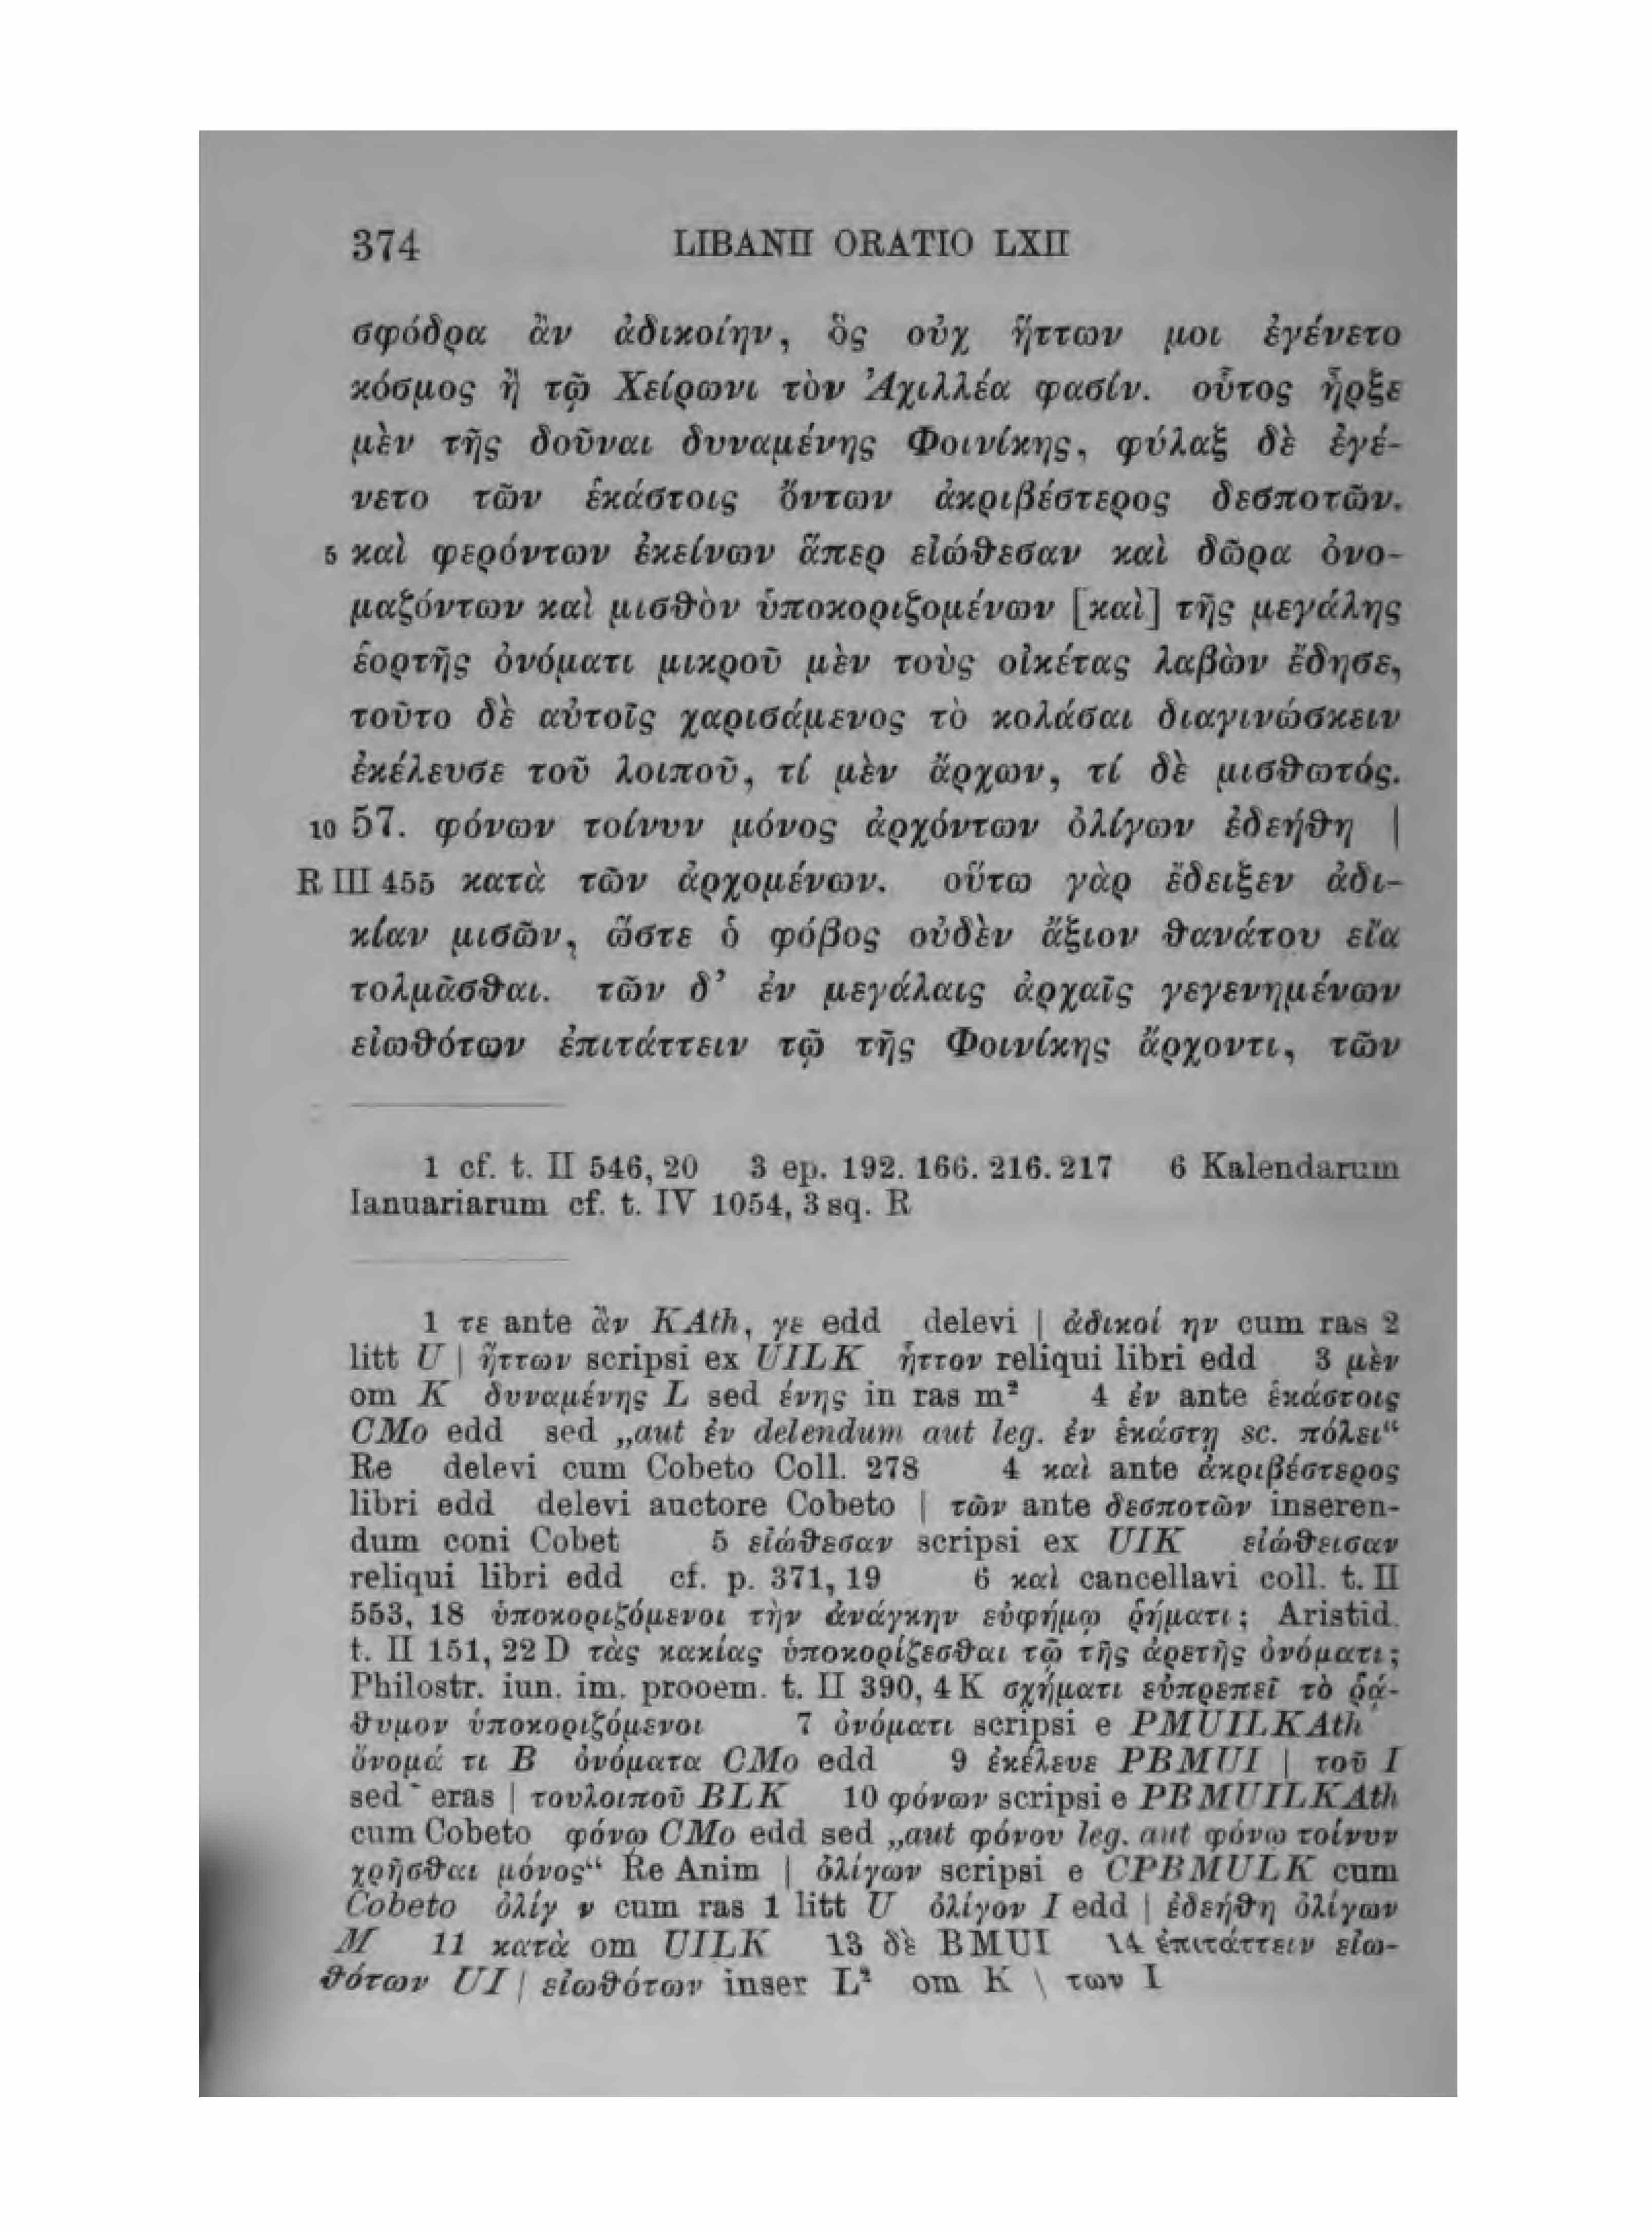 374 LIBANII ORATIO LXII
σφόδρα ἂν ἀδικοίην, ὃς οὐχ ἥττων μοι ἐγένετο
κόσμος ἢ τῷ Χείρωνι τὸν Ἀχιλλέα φασίν. οὗτος ἦρξε
μὲν τῆς δοῦναι δυναμένης Φοινίκης, φύλαξ δὲ ἐγέ-
νετο τῶν ἑκάστοις ὄντων ἀκριβέστερος δεσποτῶν.
5 καὶ φερόντων ἐκείνων ἅπερ εἰώθεσαν καὶ δῶρα ὀνο-
μαζόντων καὶ μισθὸν ὑποκοριζομένων [καὶ] τῆς μεγάλης
ἑορτῆς ὀνόματι μικροῦ μὲν τοὺς οἰκέτας λαβὼν ἔδησε,
τοῦτο δὲ αὐτοῖς χαρισάμενος τὸ κολάσαι διαγινώσκειν
ἐκέλευσε τοῦ λοιποῦ, τί μὲν ἄρχων, τί δὲ μισθωτός.
10 57. φόνων τοίνυν μόνος ἀρχόντων ὀλίγων ἐδεήθη |
R III 455 κατὰ τῶν ἀρχομένων. οὕτω γὰρ ἔδειξεν ἀδι-
κίαν μισῶν, ὥστε ὁ φόβος οὐδὲν ἄξιον θανάτου εἴα
τολμᾶσθαι. τῶν δ’ ἐν μεγάλαις ἀρχαῖς γεγενημένων
εἰωθότων ἐπιτάττειν τῷ τῆς Φοινίκης ἄρχοντι, τῶν
1 cf. t. II 546, 20 3 ep. 192. 166. 216. 217 6 Kalendarum
Ianuariarum cf. t. IV 1054, 3 sq. R
1 τε ante ἂν KAth, γε edd delevi | ἀδικοί ην cum ras 2
litt U | ἥττων scripsi ex UILK ἧττον reliqui libri edd 3 μὲν
om K δυναμένης L sed ένης in ras m² 4 ἐν ante ἑκάστοις
CMo edd sed „aut ἐν delendum aut leg. ἐν ἑκάστῃ sc. πόλει“
Re delevi cum Cobeto Coll. 278 4 καὶ ante ἀκριβέστερος
libri edd delevi auctore Cobeto | τῶν ante δεσποτῶν inseren-
dum coni Cobet 5 εἰώθεσαν scripsi ex UIK εἰώθεισαν
reliqui libri edd cf. p. 371, 19 6 καὶ cancellavi coll. t. II
553, 18 ὑποκοριζόμενοι τὴν ἀνάγκην εὐφήμῳ ῥήματι; Aristid.
t. II 151, 22 D τὰς κακίας ὑποκορίζεσθαι τῷ τῆς ἀρετῆς ὀνόματι;
Philostr. iun. im. prooem. t. II 390, 4 K σχήματι εὐπρεπεῖ τὸ ῥᾴ-
θυμον ὑποκοριζόμενοι 7 ὀνόματι scripsi e PMUILKAth
ὄνομά τι B ὀνόματα CMo edd 9 ἐκέλευε PBMUI | τοῦ I
sed ῀ eras | τουλοιποῦ BLK 10 φόνων scripsi e PBMUILKAth
cum Cobeto φόνῳ CMo edd sed „aut φόνου leg. aut φόνῳ τοίνυν
χρῆσθαι μόνος“ Re Anim | ὀλίγων scripsi e CPBMULK cum
Cobeto ὀλίγ ν cum ras 1 litt U ὀλίγον I edd | ἐδεήθη ὀλίγων
M 11 κατὰ om UILK 13 δὲ BMUI 14 ἐπιτάττειν εἰω-
θότων UI | εἰωθότων inser L² om K | των I